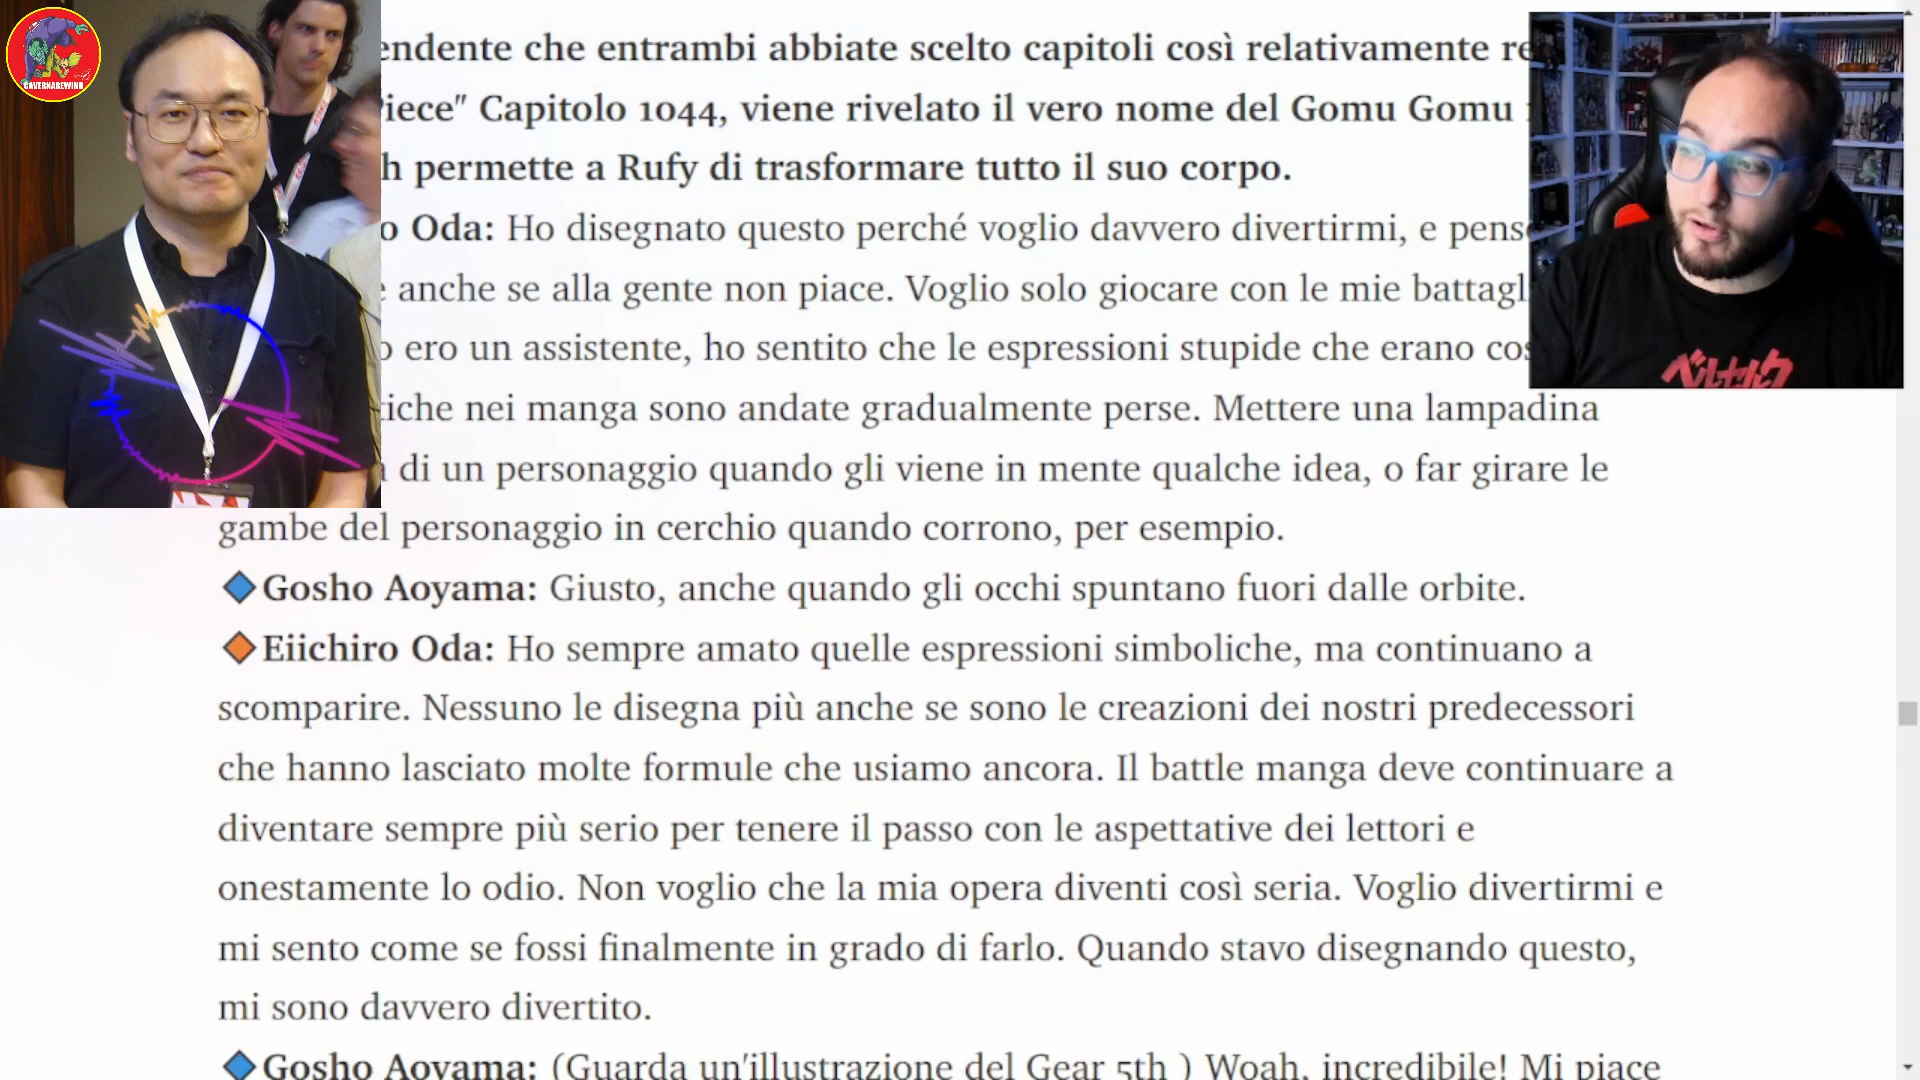 CAVERNAREWIND
endente che entrambi abbiate scelto capitoli così relativamente re
Piece" Capitolo 1044, viene rivelato il vero nome del Gomu Gomu
h permette a Rufy di trasformare tutto il suo corpo.
o Oda: Ho disegnato questo perché voglio davvero divertirmi, e penso
anche se alla gente non piace. Voglio solo giocare con le mie battagl
o ero un assistente, ho sentito che le espressioni stupide che erano cos
iche nei manga sono andate gradualmente perse. Mettere una lampadina
di un personaggio quando gli viene in mente qualche idea, o far girare le
gambe del personaggio in cerchio quando corrono, per esempio.
Gosho Aoyama: Giusto, anche quando gli occhi spuntano fuori dalle orbite.
Eiichiro Oda: Ho sempre amato quelle espressioni simboliche, ma continuano a
scomparire. Nessuno le disegna più anche se sono le creazioni dei nostri predecessori
che hanno lasciato molte formule che usiamo ancora. Il battle manga deve continuare a
diventare sempre più serio per tenere il passo con le aspettative dei lettori e
onestamente lo odio. Non voglio che la mia opera diventi così seria. Voglio divertirmi e
mi sento come se fossi finalmente in grado di farlo. Quando stavo disegnando questo,
mi sono davvero divertito.
Gosho Aoyama: (Guarda un'illustrazione del Gear 5th ) Woah, incredibile! Mi piace
ベルセルク